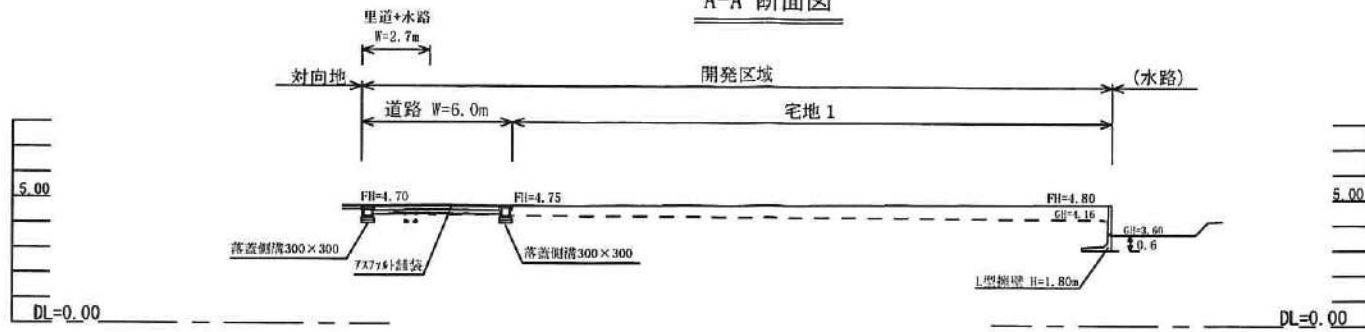 A-A 断面図
里道+水路
W=2.7m
対向地
開発区域
(水路)
道路 W=6.0m
宅地 1
5.00
FH=4.70
FH=4.75
FH=4.80
5.00
GH=4.16
GH=3.60
0.6
落蓋側溝300×300
アスファルト舗装
落蓋側溝300×300
L型擁壁 H=1.80m
DL=0.00
DL=0.00